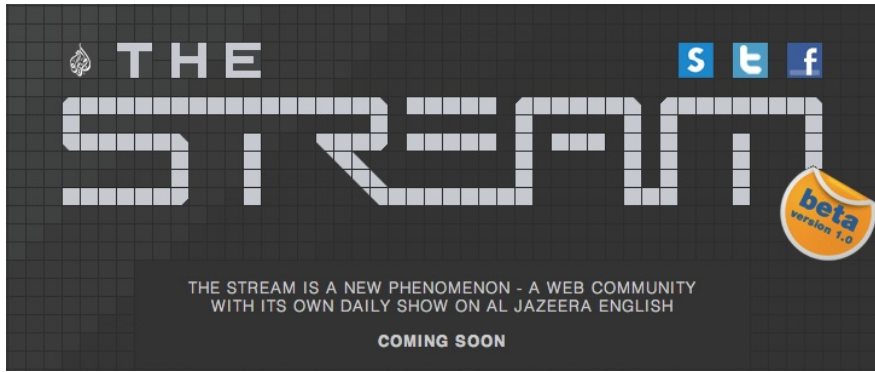 THE
STREAM
beta
version 1.0
THE STREAM IS A NEW PHENOMENON - A WEB COMMUNITY
WITH ITS OWN DAILY SHOW ON AL JAZEERA ENGLISH
COMING SOON